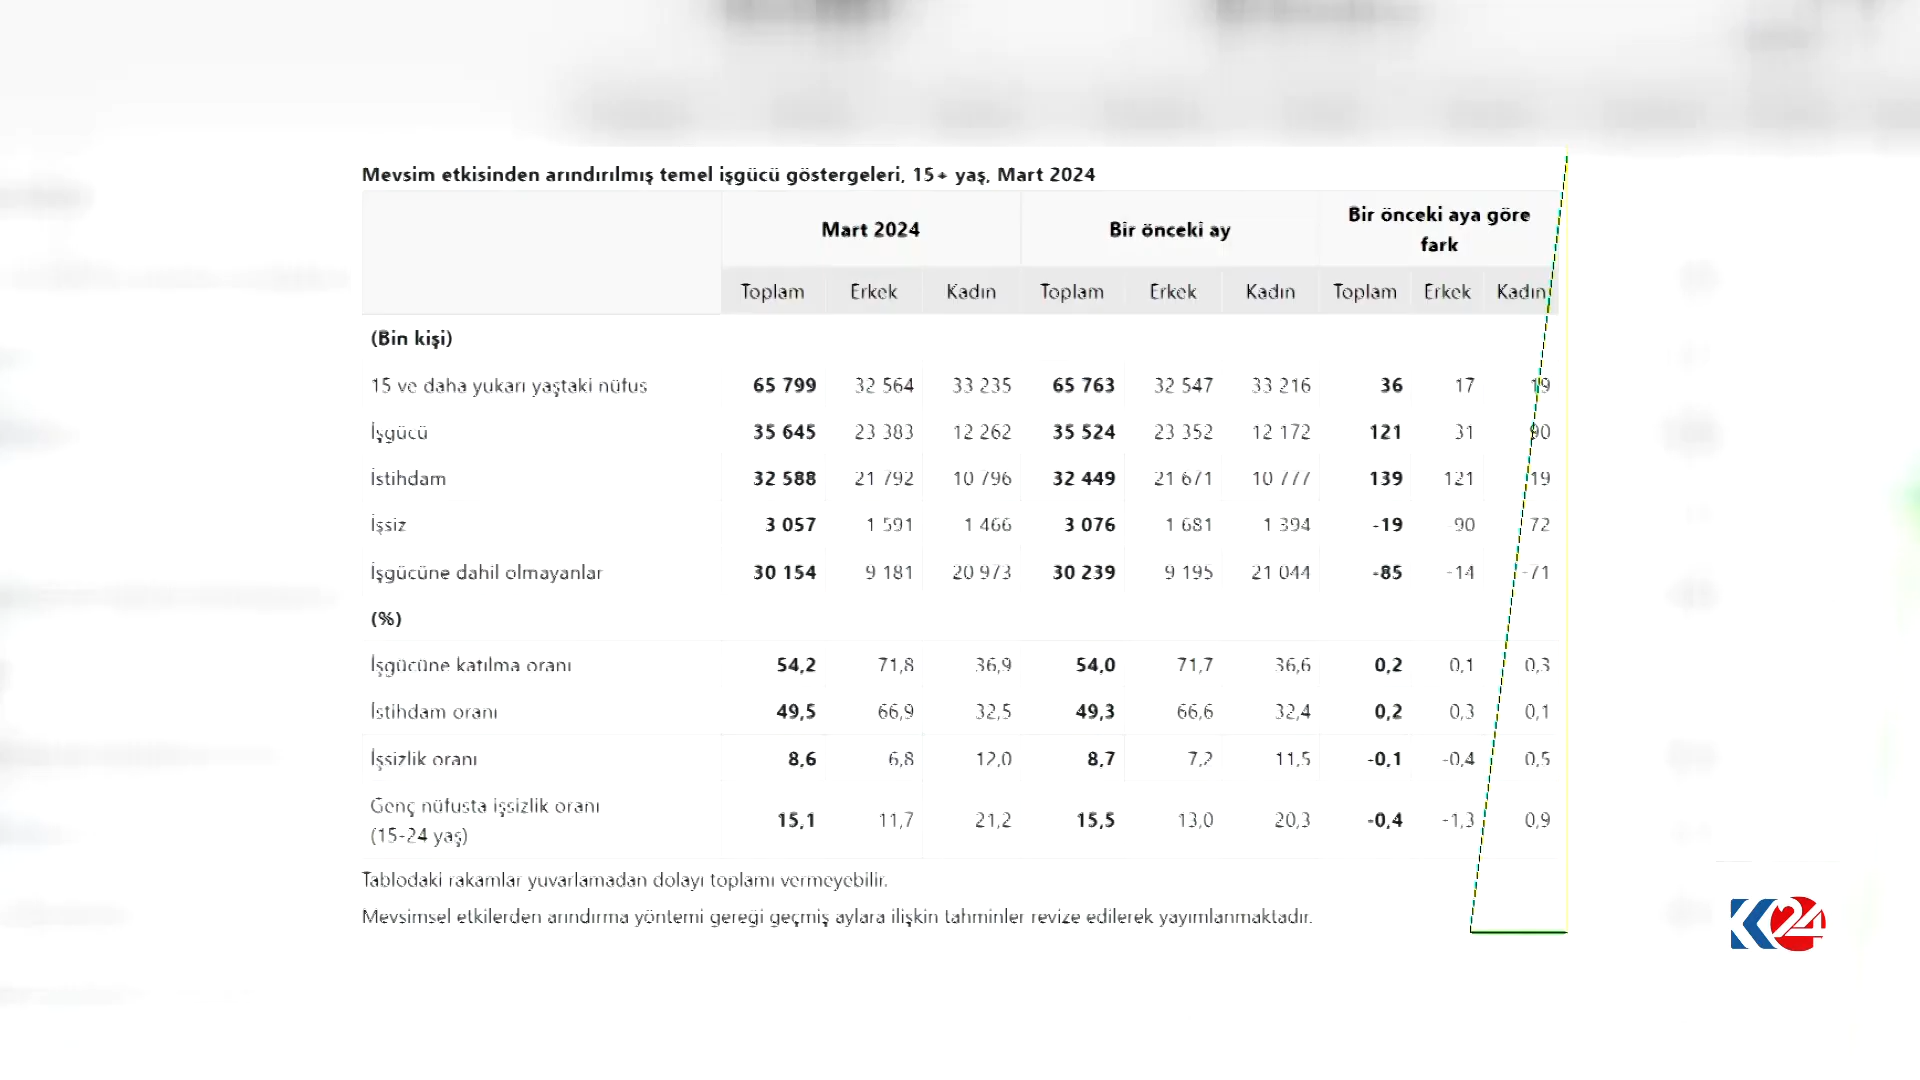 Mevsim etkisinden arındırılmış temel işgücü göstergeleri, 15+ yaş, Mart 2024
Mart 2024 Bir önceki ay Bir önceki aya göre fark
Toplam Erkek Kadın Toplam Erkek Kadın Toplam Erkek Kadın
(Bin kişi)
15 ve daha yukarı yaştaki nüfus 65 799 32 564 33 235 65 763 32 547 33 216 36 17 19
İşgücü 35 645 23 383 12 262 35 524 23 352 12 172 121 31 90
İstihdam 32 588 21 792 10 796 32 449 21 671 10 777 139 121 19
İşsiz 3 057 1 591 1 466 3 076 1 681 1 394 -19 90 72
İşgücüne dahil olmayanlar 30 154 9 181 20 973 30 239 9 195 21 044 -85 -14 -71
(%)
İşgücüne katılma oranı 54,2 71,8 36,9 54,0 71,7 36,6 0,2 0,1 0,3
İstihdam oranı 49,5 66,9 32,5 49,3 66,6 32,4 0,2 0,3 0,1
İşsizlik oranı 8,6 6,8 12,0 8,7 7,2 11,5 -0,1 -0,4 0,5
Genç nüfusta işsizlik oranı
(15-24 yaş) 15,1 11,7 21,2 15,5 13,0 20,3 -0,4 -1,3 0,9
Tablodaki rakamlar yuvarlamadan dolayı toplamı vermeyebilir.
Mevsimsel etkilerden arındırma yöntemi gereği geçmiş aylara ilişkin tahminler revize edilerek yayımlanmaktadır.
K24